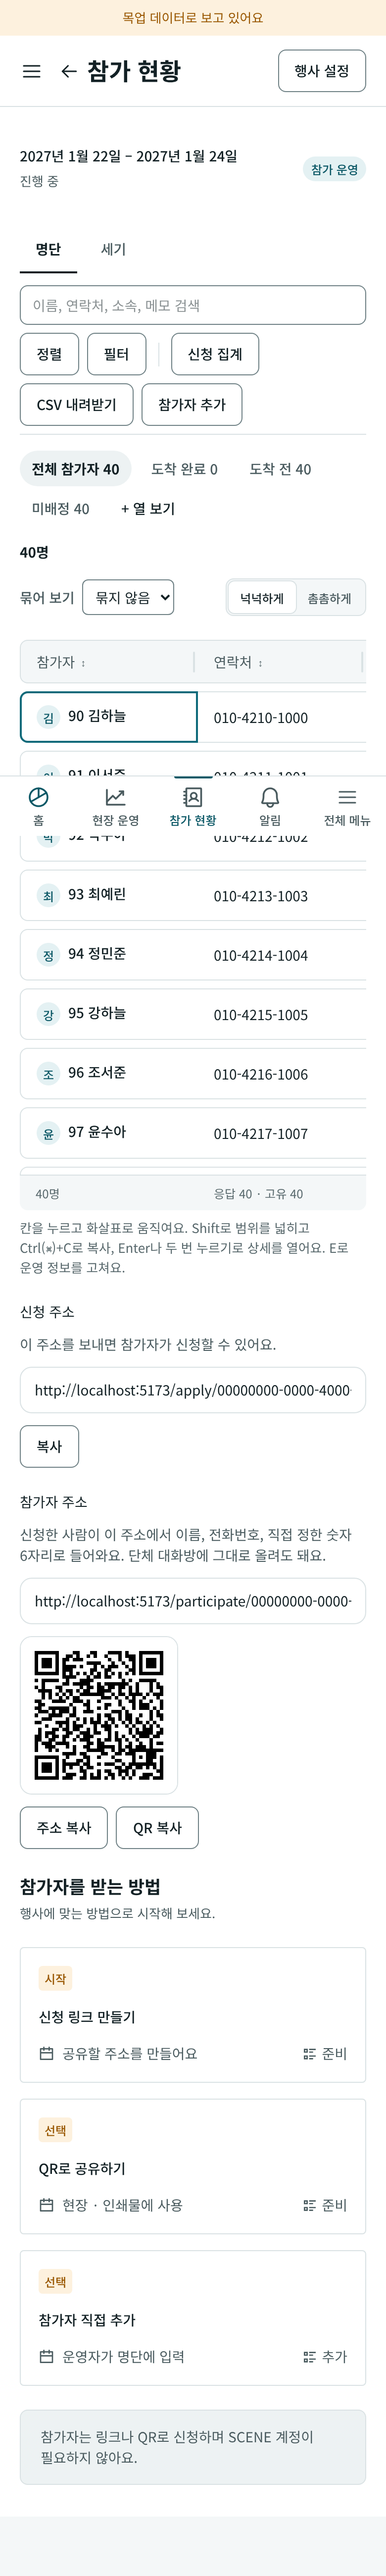 목업 데이터로 보고 있어요
참가 현황
행사 설정
2027년 1월 22일 – 2027년 1월 24일
진행 중
참가 운영
명단
세기
이름, 연락처, 소속, 메모 검색
정렬
필터
신청 집계
CSV 내려받기
참가자 추가
전체 참가자 40
도착 완료 0
도착 전 40
미배정 40
+ 열 보기
40명
묶어 보기
묶지 않음
넉넉하게
촘촘하게
참가자 ↕
연락처 ↕
김 90 김하늘
010-4210-1000
홈
현장 운영
참가 현황
알림
전체 메뉴
최 93 최예린
010-4213-1003
정 94 정민준
010-4214-1004
강 95 강하늘
010-4215-1005
조 96 조서준
010-4216-1006
윤 97 윤수아
010-4217-1007
40명
응답 40 · 고유 40
칸을 누르고 화살표로 움직여요. Shift로 범위를 넓히고
Ctrl(⌘)+C로 복사, Enter나 두 번 누르기로 상세를 열어요. E로
운영 정보를 고쳐요.
신청 주소
이 주소를 보내면 참가자가 신청할 수 있어요.
http://localhost:5173/apply/00000000-0000-4000-
복사
참가자 주소
신청한 사람이 이 주소에서 이름, 전화번호, 직접 정한 숫자
6자리로 들어와요. 단체 대화방에 그대로 올려도 돼요.
http://localhost:5173/participate/00000000-0000-
주소 복사
QR 복사
참가자를 받는 방법
행사에 맞는 방법으로 시작해 보세요.
시작
신청 링크 만들기
공유할 주소를 만들어요
준비
선택
QR로 공유하기
현장 · 인쇄물에 사용
준비
선택
참가자 직접 추가
운영자가 명단에 입력
추가
참가자는 링크나 QR로 신청하며 SCENE 계정이
필요하지 않아요.